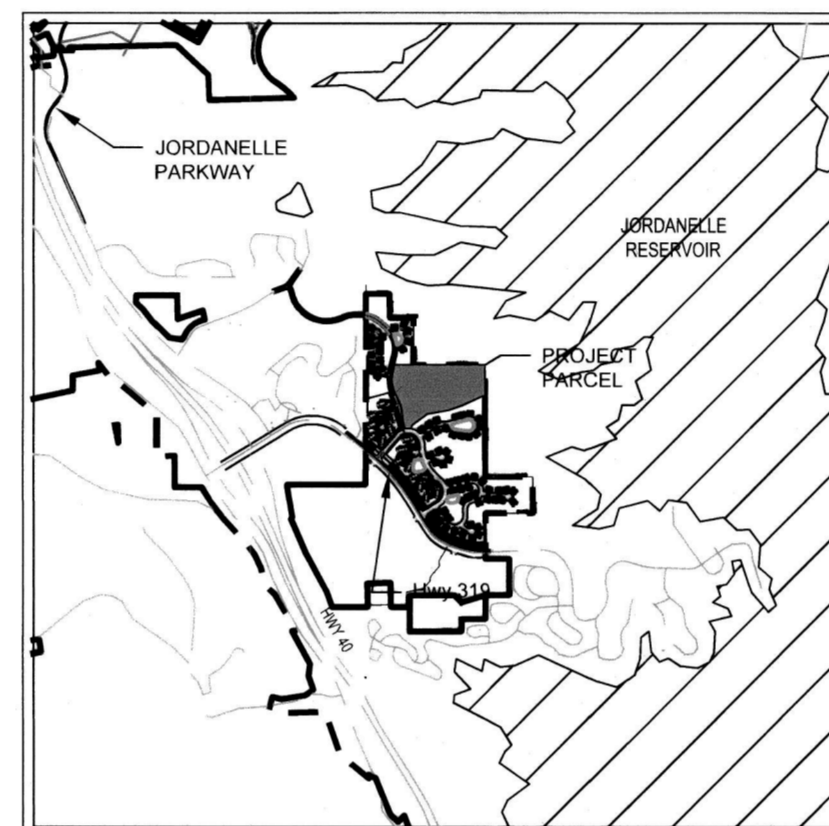 JORDANELLE
PARKWAY
JORDANELLE
RESERVOIR
PROJECT
PARCEL
Hwy 319
HWY 40